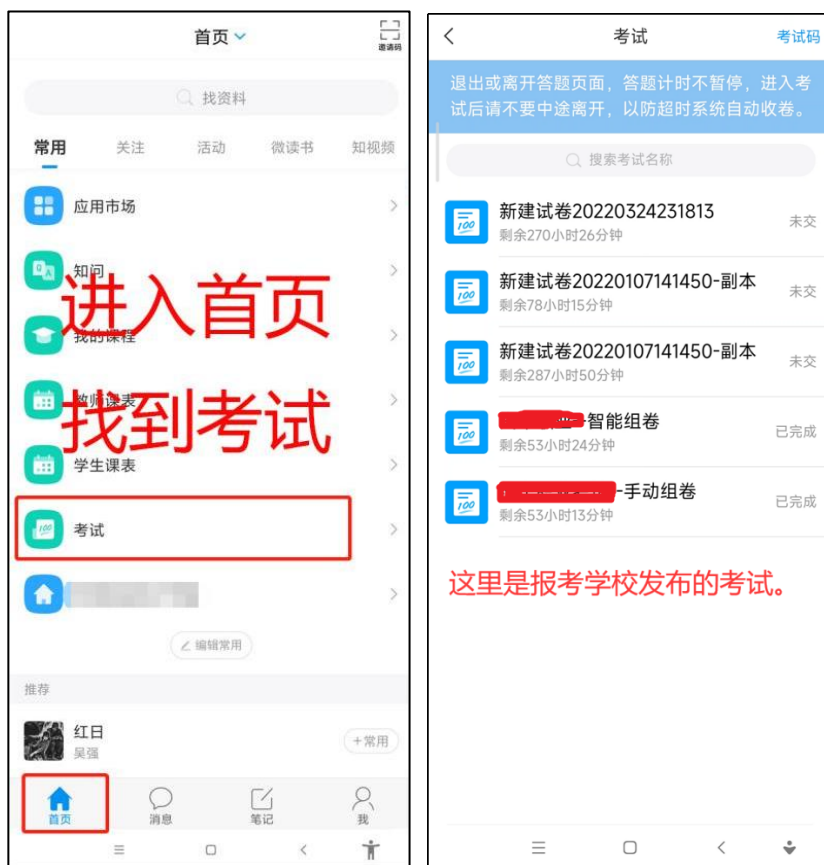 首页
邀请码
找资料
常用 关注 活动 微读书 知视频
应用市场
知问
进入首页
我的课程
教师课表
找到考试
学生课表
考试
编辑常用
推荐
红日
吴强
+常用
首页 消息 笔记 我
考试 考试码
退出或离开答题页面，答题计时不暂停，进入考
试后请不要中途离开，以防超时系统自动收卷。
搜索考试名称
新建试卷20220324231813
未交
剩余270小时26分钟
新建试卷20220107141450-副本
未交
剩余78小时15分钟
新建试卷20220107141450-副本
未交
剩余287小时50分钟
-智能组卷
已完成
剩余53小时24分钟
-手动组卷
已完成
剩余53小时13分钟
这里是报考学校发布的考试。